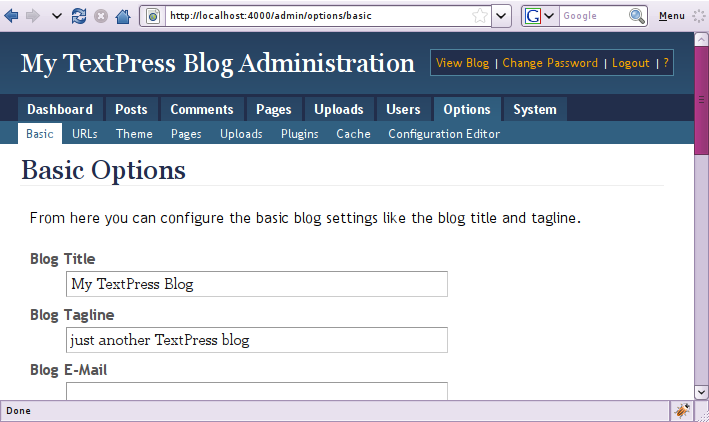 http://localhost:4000/admin/options/basic G Google Menu
My TextPress Blog Administration View Blog | Change Password | Logout | ?
Dashboard Posts Comments Pages Uploads Users Options System
Basic URLs Theme Pages Uploads Plugins Cache Configuration Editor
Basic Options
From here you can configure the basic blog settings like the blog title and tagline.
Blog Title
My TextPress Blog
Blog Tagline
just another TextPress blog
Blog E-Mail
Done